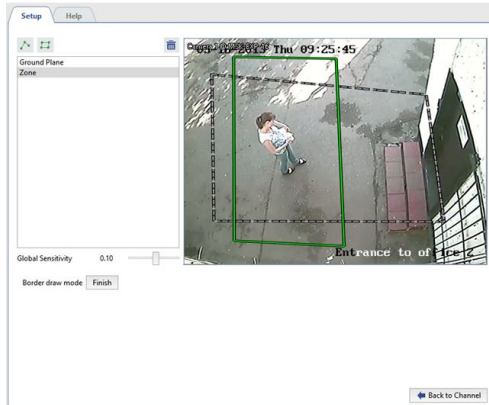 Setup Help
Ground Plane
Zone
Thu 09:25:45
Entrance to office 2
Global Sensitivity 0.10
Border draw mode Finish
Back to Channel